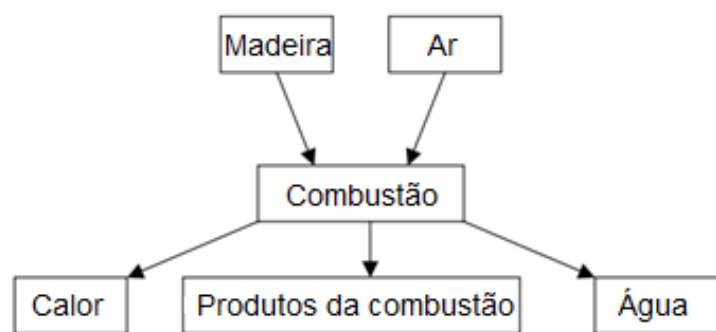 Madeira
Ar
Combustão
Calor
Produtos da combustão
Água